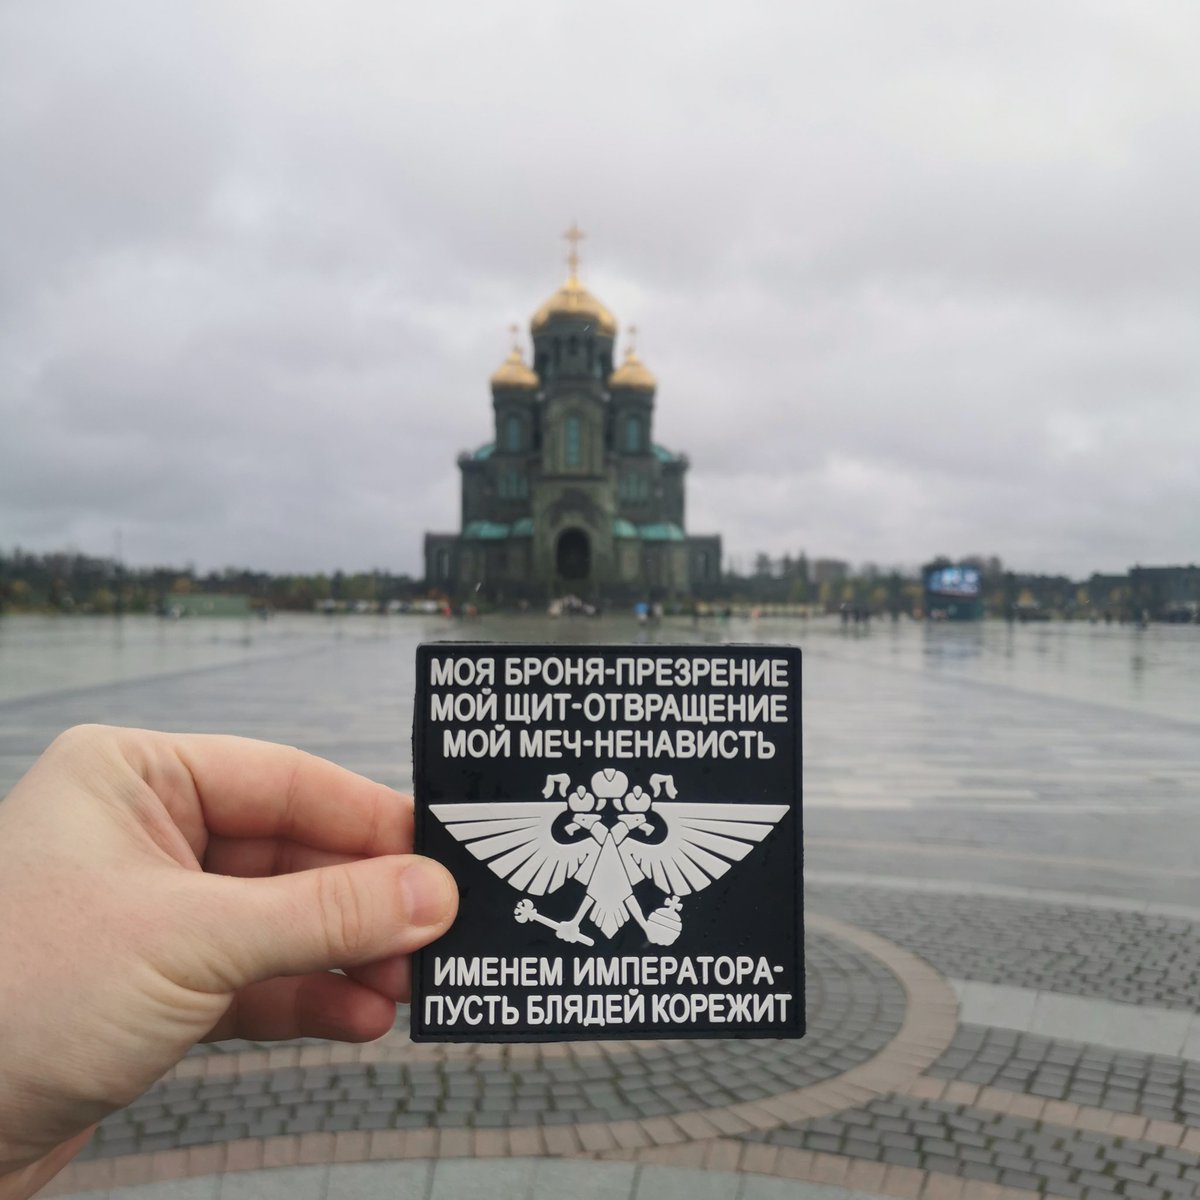 МОЯ БРОНЯ-ПРЕЗРЕНИЕ
МОЙ ЩИТ-ОТВРАЩЕНИЕ
МОЙ МЕЧ-НЕНАВИСТЬ
ИМЕНЕМ ИМПЕРАТОРА-
ПУСТЬ БЛЯДЕЙ КОРЕЖИТ